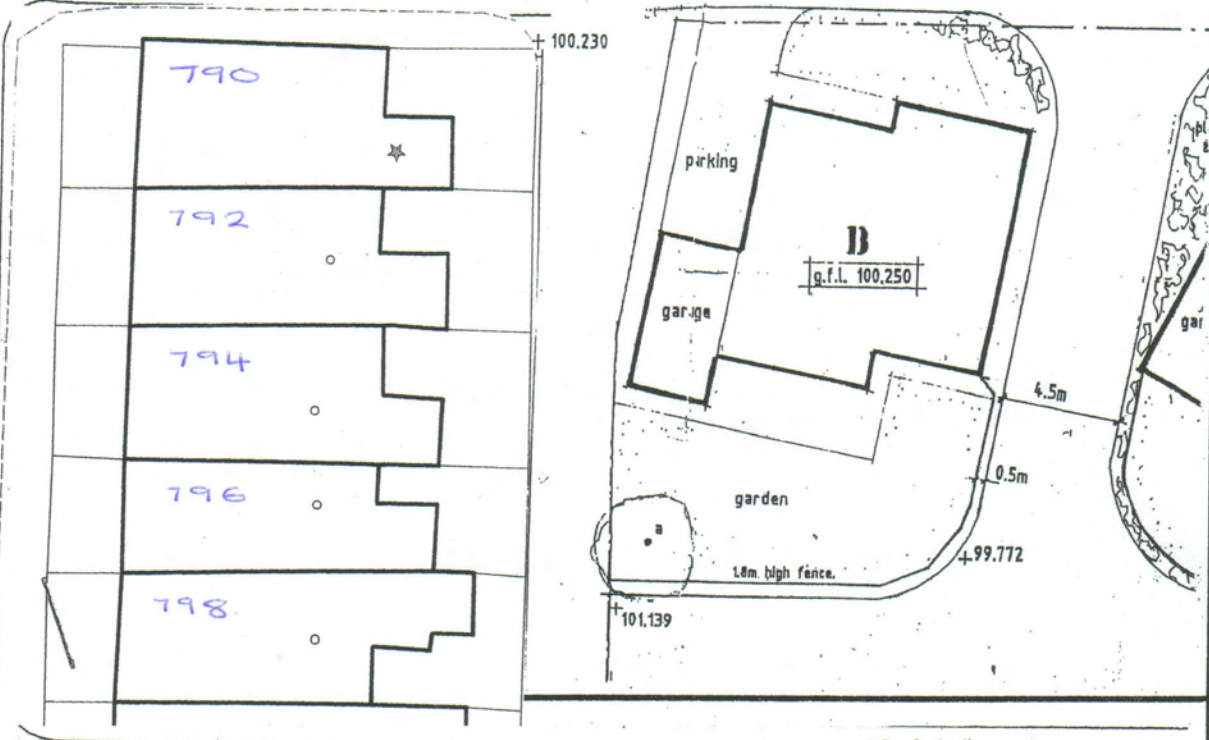 790
100.230
792
794
796
798
parking
B
g.f.l. 100,250
garage
gar
4.5m
0.5m
garden
a
99.772
1.8m. high fence.
101.139